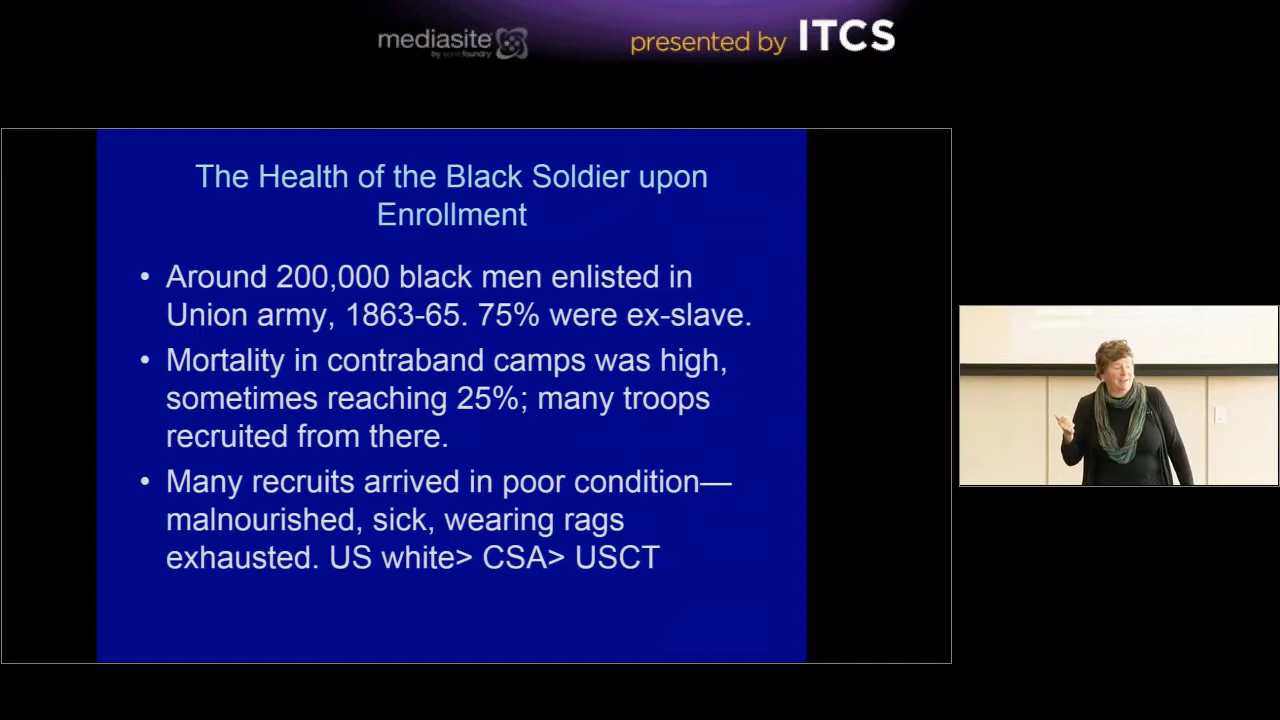 mediasite
by sonicfoundry
presented by ITCS
The Health of the Black Soldier upon
Enrollment
• Around 200,000 black men enlisted in
Union army, 1863-65. 75% were ex-slave.
• Mortality in contraband camps was high,
sometimes reaching 25%; many troops
recruited from there.
• Many recruits arrived in poor condition—
malnourished, sick, wearing rags
exhausted. US white> CSA> USCT